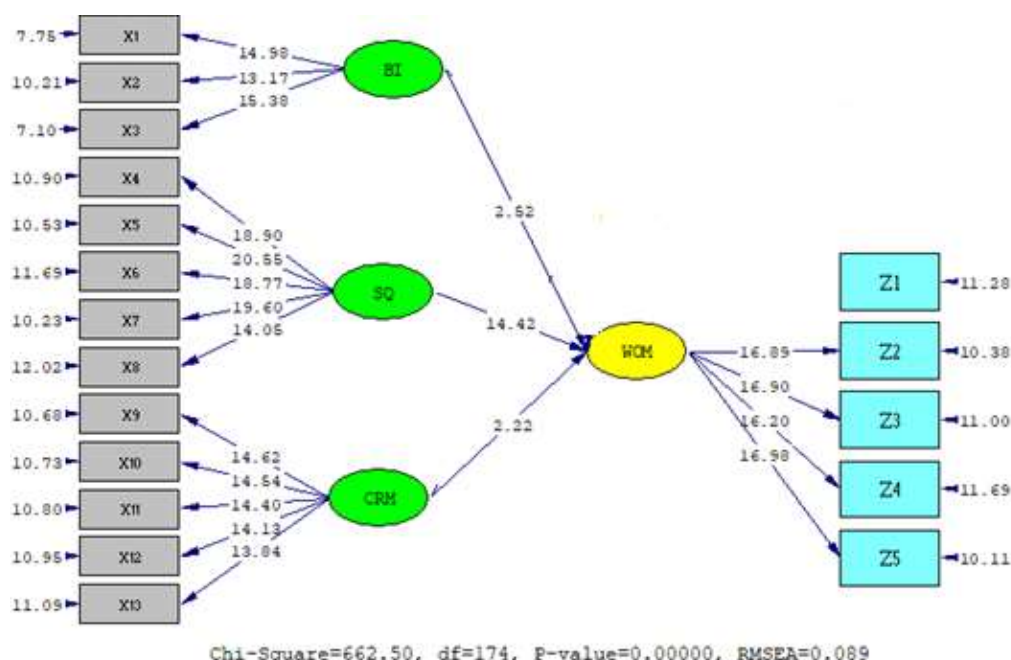 7.75 X1
14.98
BI
10.21 X2
13.17
15.38
7.10 X3
10.90 X4
2.52
10.53 X5
18.90
20.55
11.69 X6
18.77
SQ
Z1 11.28
10.23 X7
19.60
14.42
14.05
12.02 X8
WOM
16.89
Z2 10.38
10.68 X9
16.90
2.22
Z3 11.00
16.20
10.73 X10
14.62
16.98
14.54
CRM
Z4 11.69
10.80 X11
14.40
14.13
10.95 X12
13.84
Z5 10.11
11.09 X13
Chi-Square=662.50, df=174, P-value=0.00000, RMSEA=0.089